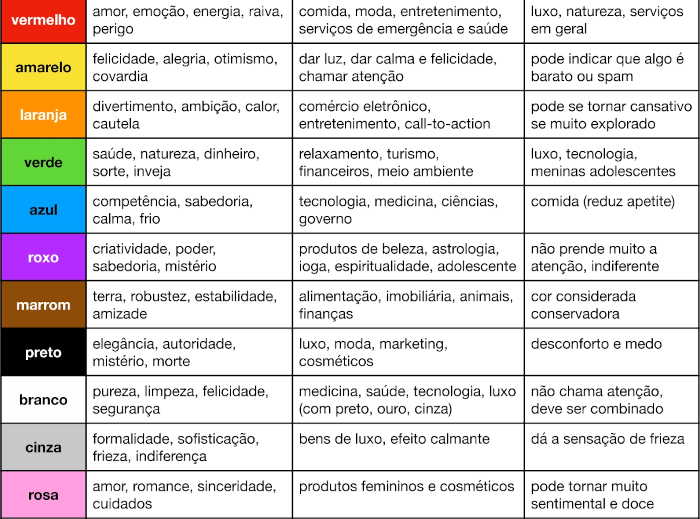 vermelho
amor, emoção, energia, raiva,
perigo
comida, moda, entretenimento,
serviços de emergência e saúde
luxo, natureza, serviços
em geral
amarelo
felicidade, alegria, otimismo,
covardia
dar luz, dar calma e felicidade,
chamar atenção
pode indicar que algo é
barato ou spam
laranja
divertimento, ambição, calor,
cautela
comércio eletrônico,
entretenimento, call-to-action
pode se tornar cansativo
se muito explorado
verde
saúde, natureza, dinheiro,
sorte, inveja
relaxamento, turismo,
financeiros, meio ambiente
luxo, tecnologia,
meninas adolescentes
azul
competência, sabedoria,
calma, frio
tecnologia, medicina, ciências,
governo
comida (reduz apetite)
roxo
criatividade, poder,
sabedoria, mistério
produtos de beleza, astrologia,
ioga, espiritualidade, adolescente
não prende muito a
atenção, indiferente
marrom
terra, robustez, estabilidade,
amizade
alimentação, imobiliária, animais,
finanças
cor considerada
conservadora
preto
elegância, autoridade,
mistério, morte
luxo, moda, marketing,
cosméticos
desconforto e medo
branco
pureza, limpeza, felicidade,
segurança
medicina, saúde, tecnologia, luxo
(com preto, ouro, cinza)
não chama atenção,
deve ser combinado
cinza
formalidade, sofisticação,
frieza, indiferença
bens de luxo, efeito calmante
dá a sensação de frieza
rosa
amor, romance, sinceridade,
cuidados
produtos femininos e cosméticos
pode tornar muito
sentimental e doce